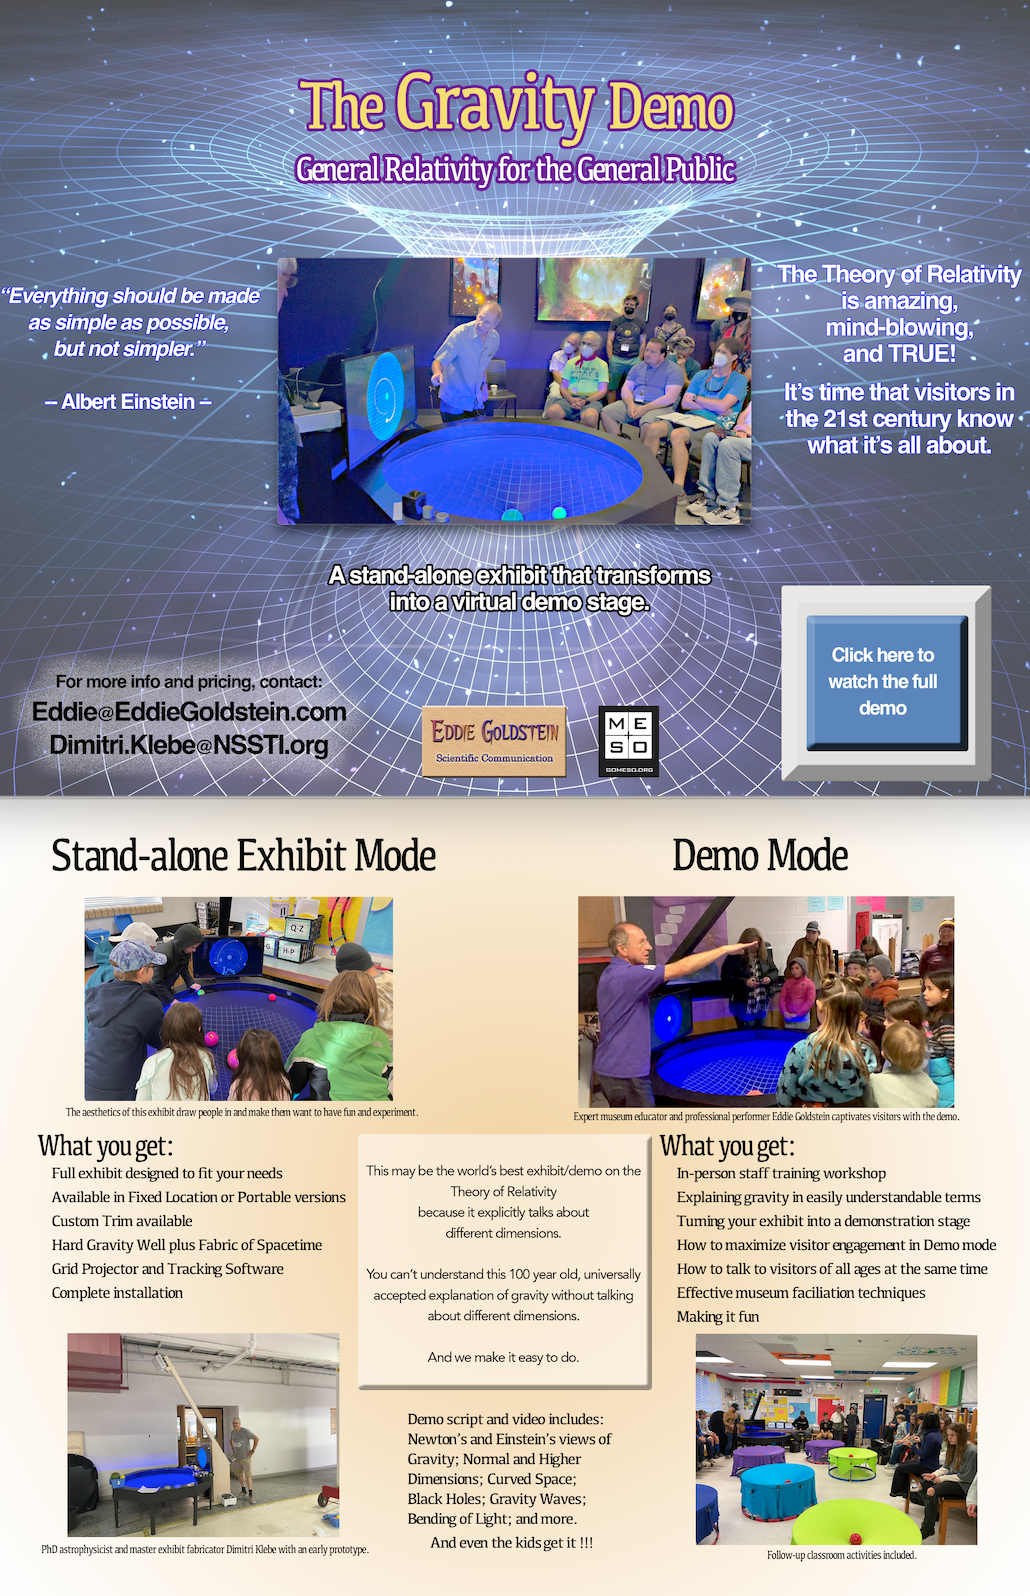 The Gravity Demo
General Relativity for the General Public
“Everything should be made
as simple as possible,
but not simpler.”
– Albert Einstein –
The Theory of Relativity
is amazing,
mind-blowing,
and TRUE!
It’s time that visitors in
the 21st century know
what it’s all about.
A stand-alone exhibit that transforms
into a virtual demo stage.
For more info and pricing, contact:
Eddie@EddieGoldstein.com
Dimitri.Klebe@NSSTI.org
EDDIE GOLDSTEIN
Scientific Communication
ME
SO
GOMESO.ORG
Click here to
watch the full
demo
Stand-alone Exhibit Mode
Q-Z
G
H-P
The aesthetics of this exhibit draw people in and make them want to have fun and experiment.
What you get:
Full exhibit designed to fit your needs
Available in Fixed Location or Portable versions
Custom Trim available
Hard Gravity Well plus Fabric of Spacetime
Grid Projector and Tracking Software
Complete installation
PhD astrophysicist and master exhibit fabricator Dimitri Klebe with an early prototype.
This may be the world’s best exhibit/demo on the
Theory of Relativity
because it explicitly talks about
different dimensions.
You can’t understand this 100 year old, universally
accepted explanation of gravity without talking
about different dimensions.
And we make it easy to do.
Demo script and video includes:
Newton’s and Einstein’s views of
Gravity; Normal and Higher
Dimensions; Curved Space;
Black Holes; Gravity Waves;
Bending of Light; and more.
And even the kids get it !!!
Demo Mode
Expert museum educator and professional performer Eddie Goldstein captivates visitors with the demo.
What you get:
In-person staff training workshop
Explaining gravity in easily understandable terms
Turning your exhibit into a demonstration stage
How to maximize visitor engagement in Demo mode
How to talk to visitors of all ages at the same time
Effective museum faciliation techniques
Making it fun
Follow-up classroom activities included.